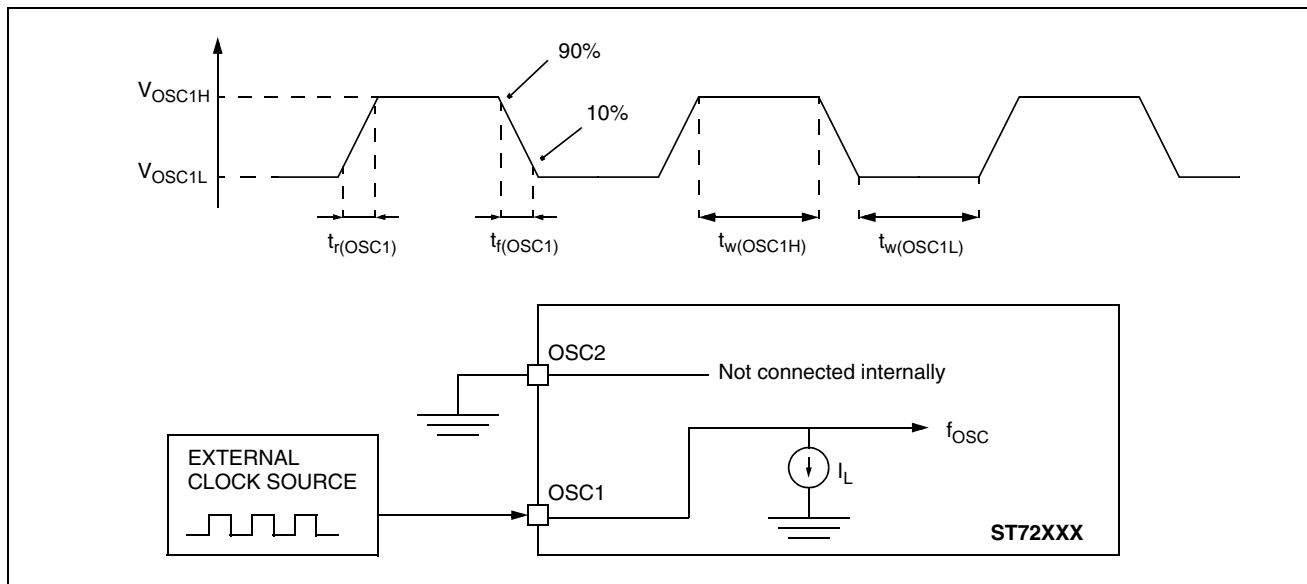 90%
V_OSC1H
10%
V_OSC1L
t_r(OSC1)
t_f(OSC1)
t_w(OSC1H)
t_w(OSC1L)
OSC2
Not connected internally
f_OSC
EXTERNAL
CLOCK SOURCE
I_L
OSC1
ST72XXX